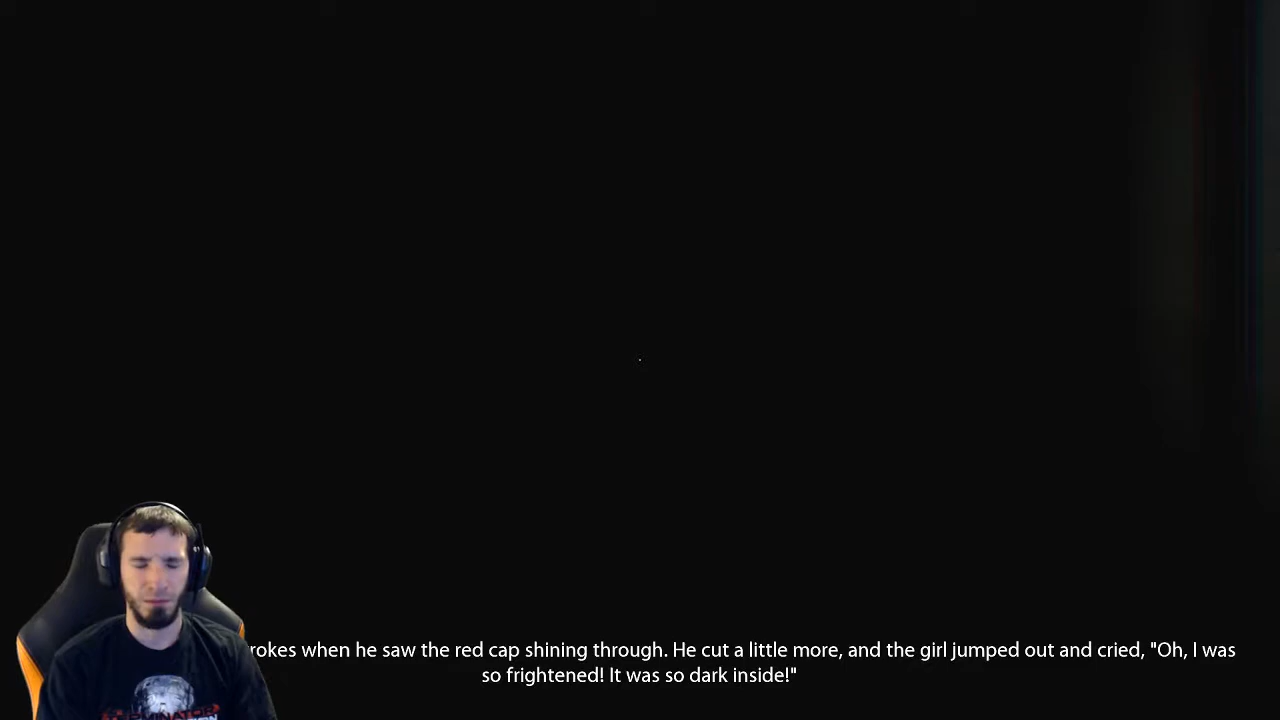 rokes when he saw the red cap shining through. He cut a little more, and the girl jumped out and cried, "Oh, I was
so frightened! It was so dark inside!"